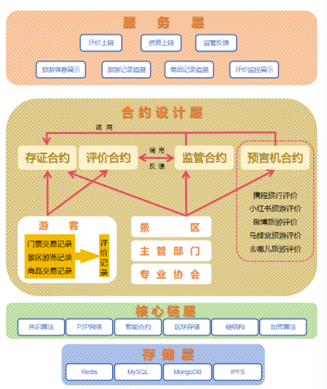 服务层
评价上链 资源上链 监管反馈
旅游信息展示 旅游记录追溯 商品记录追溯 评价监控展示
合约设计层
调用
存证合约 评价合约 调用 反馈 监管合约 预言机合约
携程旅行评价
小红书旅游评价
微博旅游评价
马蜂窝旅游评价
去哪儿旅游评价
游客
门票交易记录
景区游览记录
商品交易记录
评价记录
景区
主管部门
专业协会
核心链层
共识算法 P2P网络 智能合约 区块存储 链结构 加密算法
存储层
Redis MySQL MongoDB IPFS